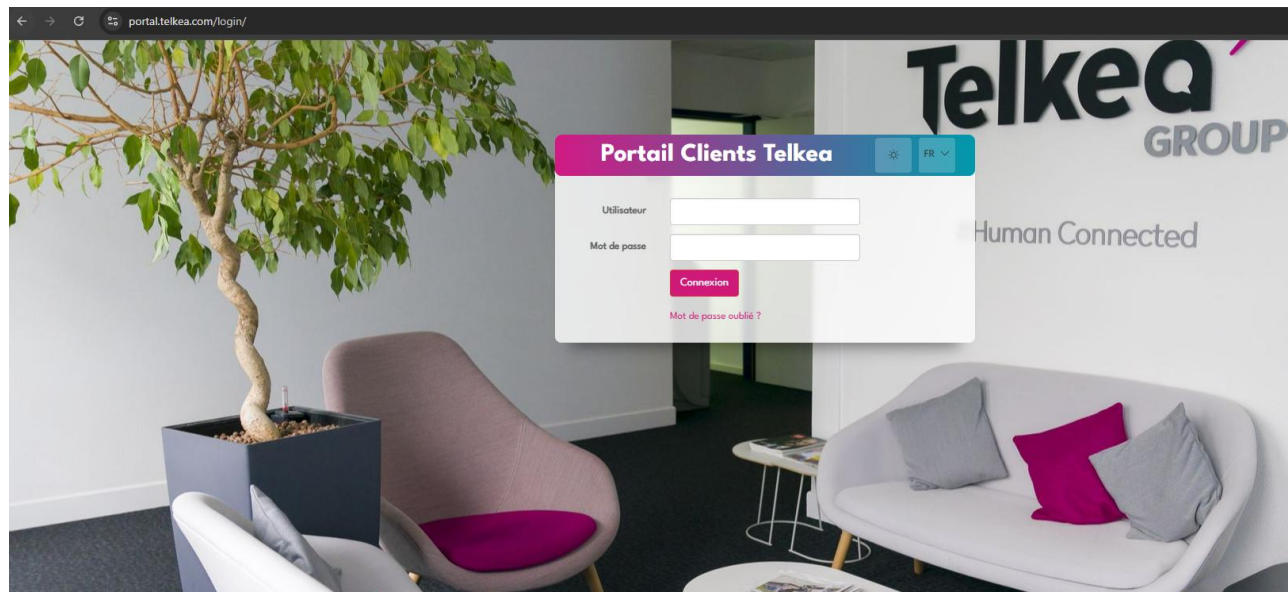 portal.telkea.com/login/
Telkea
GROUP
Human Connected
Portail Clients Telkea
FR
Utilisateur
Mot de passe
Connexion
Mot de passe oublié ?